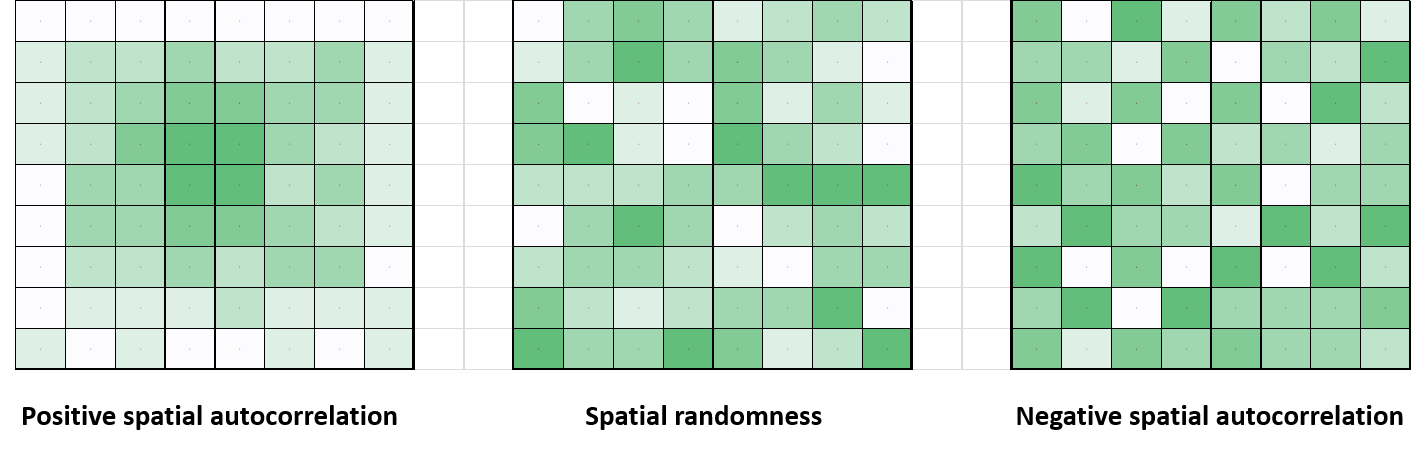 Positive spatial autocorrelation
Spatial randomness
Negative spatial autocorrelation